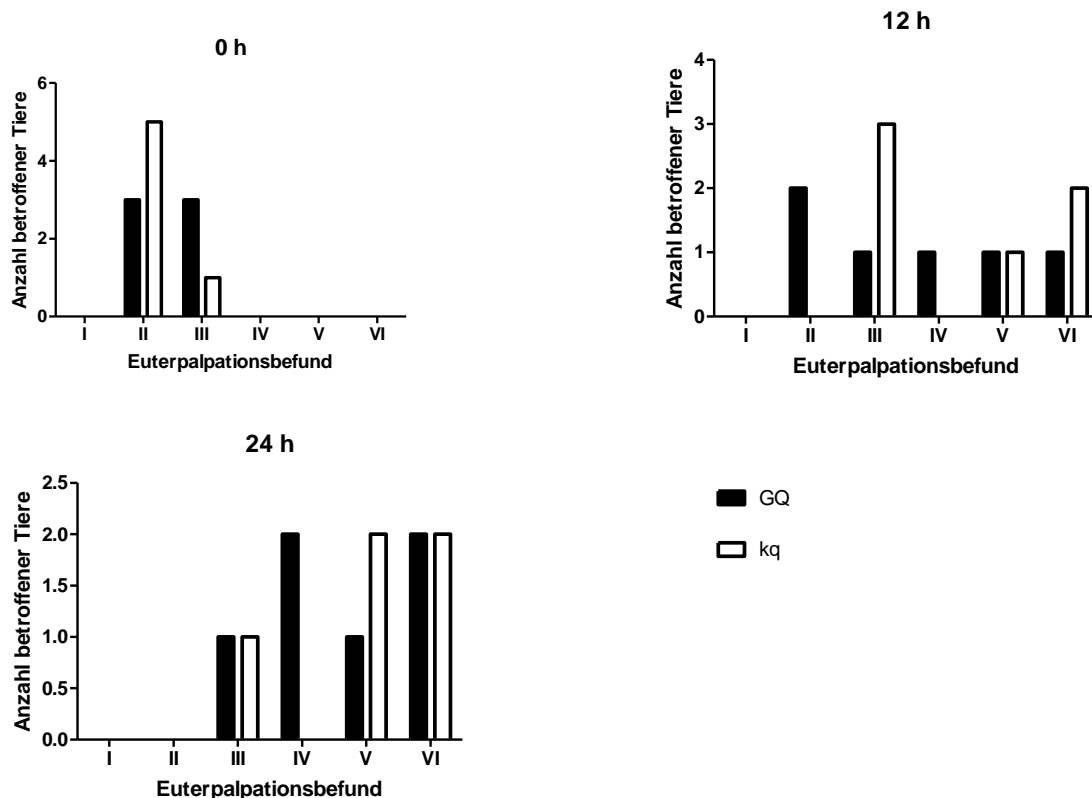 0 h
Anzahl betroffener Tiere
6
4
2
0
I II III IV V VI
Euterpalpationsbefund
12 h
Anzahl betroffener Tiere
4
3
2
1
0
I II III IV V VI
Euterpalpationsbefund
24 h
Anzahl betroffener Tiere
2.5
2.0
1.5
1.0
0.5
0.0
I II III IV V VI
Euterpalpationsbefund
GQ
kq